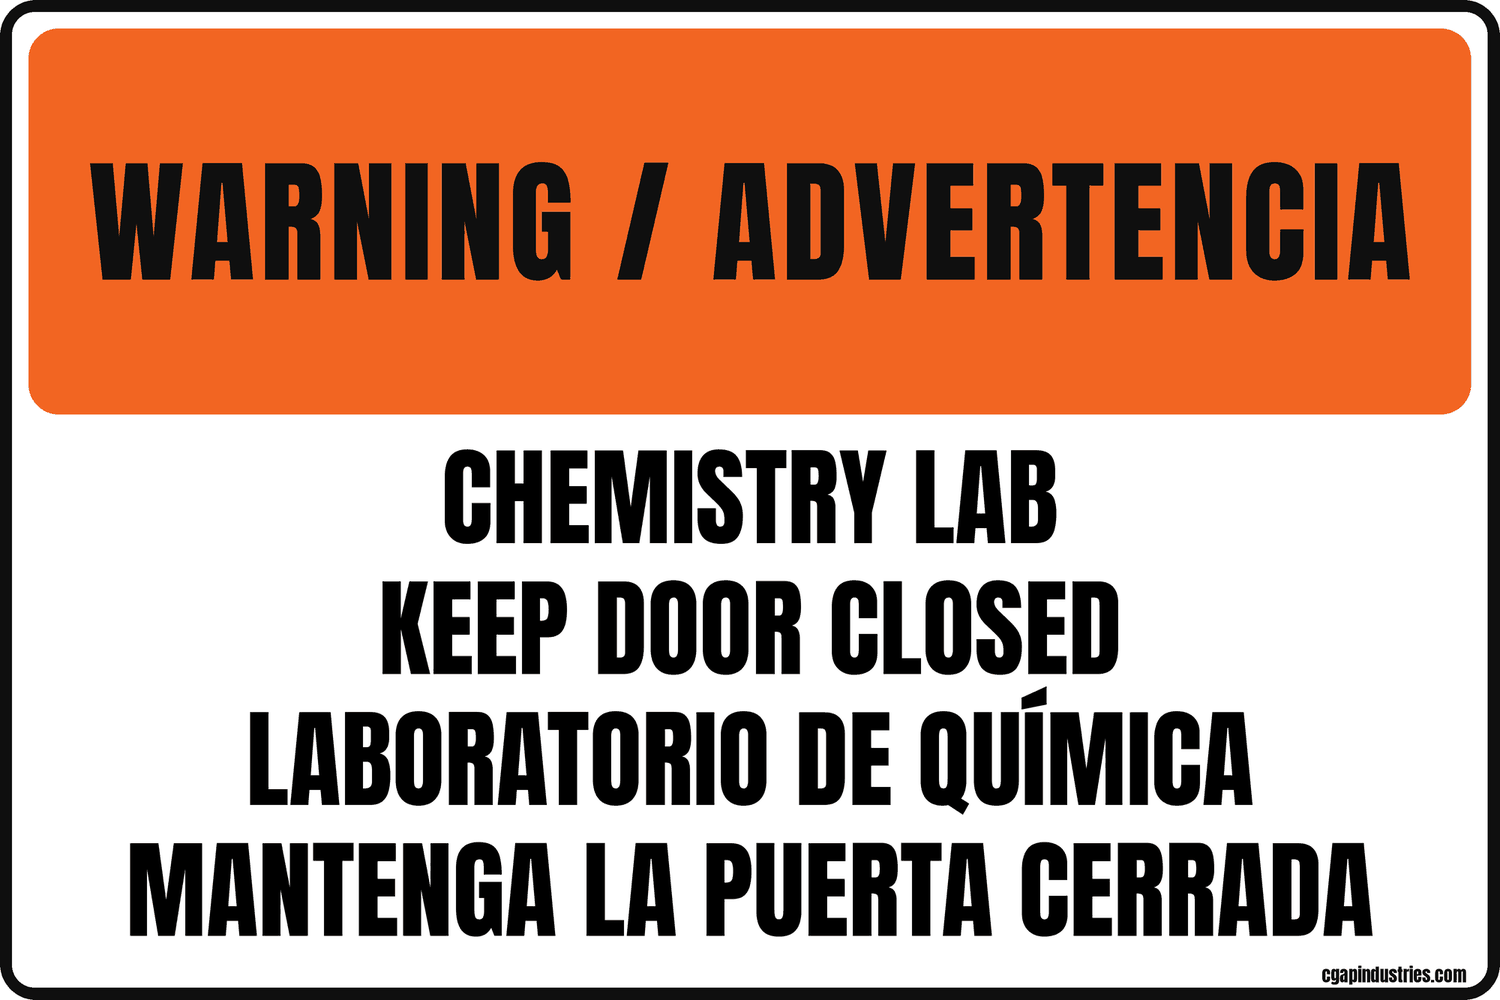 WARNING / ADVERTENCIA
CHEMISTRY LAB
KEEP DOOR CLOSED
LABORATORIO DE QUÍMICA
MANTENGA LA PUERTA CERRADA
cgapindustries.com